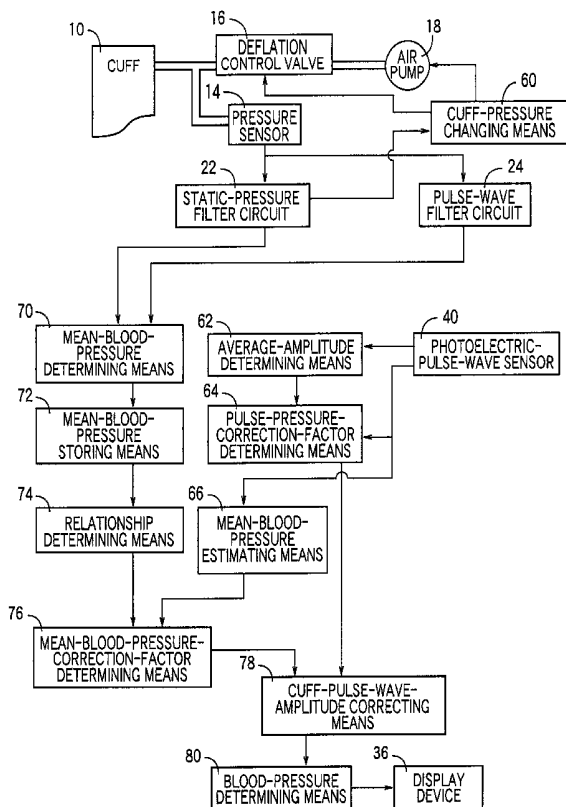 10
CUFF
16
DEFLATION
CONTROL VALVE
18
AIR
PUMP
14
PRESSURE
SENSOR
60
CUFF-PRESSURE
CHANGING MEANS
22
STATIC-PRESSURE
FILTER CIRCUIT
24
PULSE-WAVE
FILTER CIRCUIT
70
MEAN-BLOOD-
PRESSURE
DETERMINING MEANS
62
AVERAGE-AMPLITUDE
DETERMINING MEANS
40
PHOTOELECTRIC-
PULSE-WAVE SENSOR
72
MEAN-BLOOD-
PRESSURE
STORING MEANS
64
PULSE-PRESSURE-
CORRECTION-FACTOR
DETERMINING MEANS
74
RELATIONSHIP
DETERMINING MEANS
66
MEAN-BLOOD-
PRESSURE
ESTIMATING MEANS
76
MEAN-BLOOD-PRESSURE-
CORRECTION-FACTOR
DETERMINING MEANS
78
CUFF-PULSE-WAVE-
AMPLITUDE CORRECTING
MEANS
80
BLOOD-PRESSURE
DETERMINING MEANS
36
DISPLAY
DEVICE